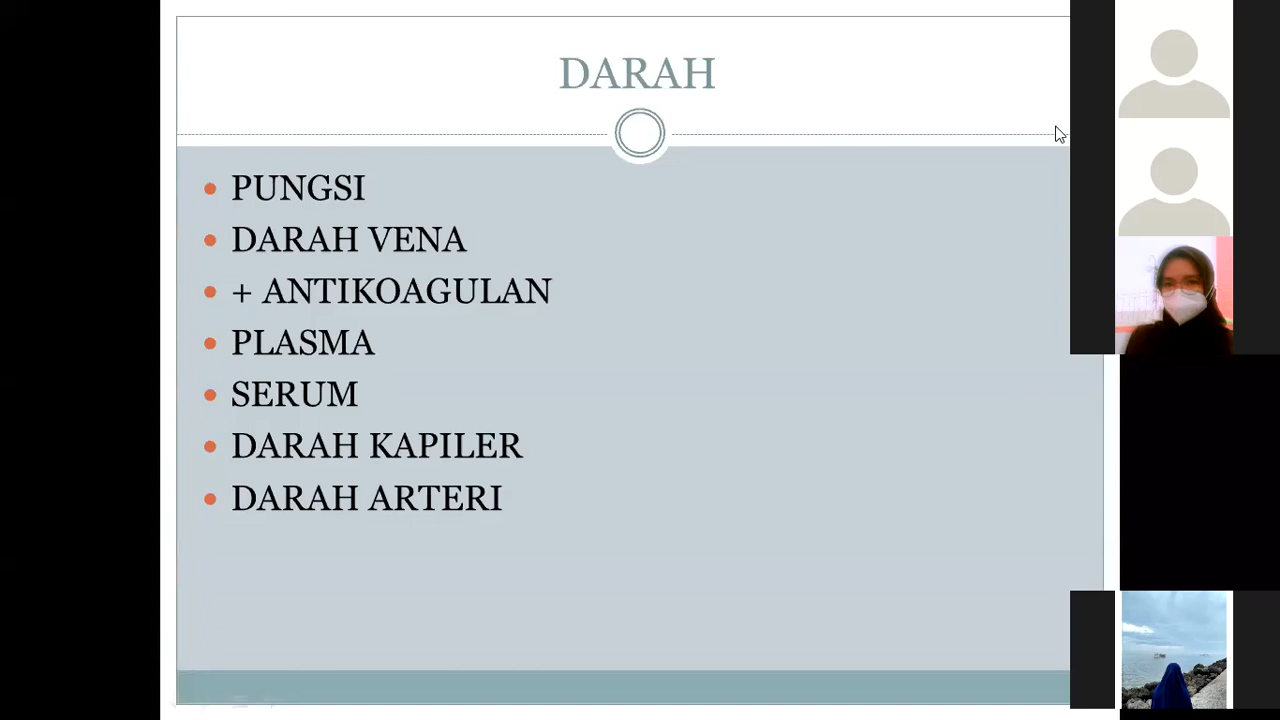 DARAH
PUNGSI
DARAH VENA
+ ANTIKOAGULAN
PLASMA
SERUM
DARAH KAPILER
DARAH ARTERI